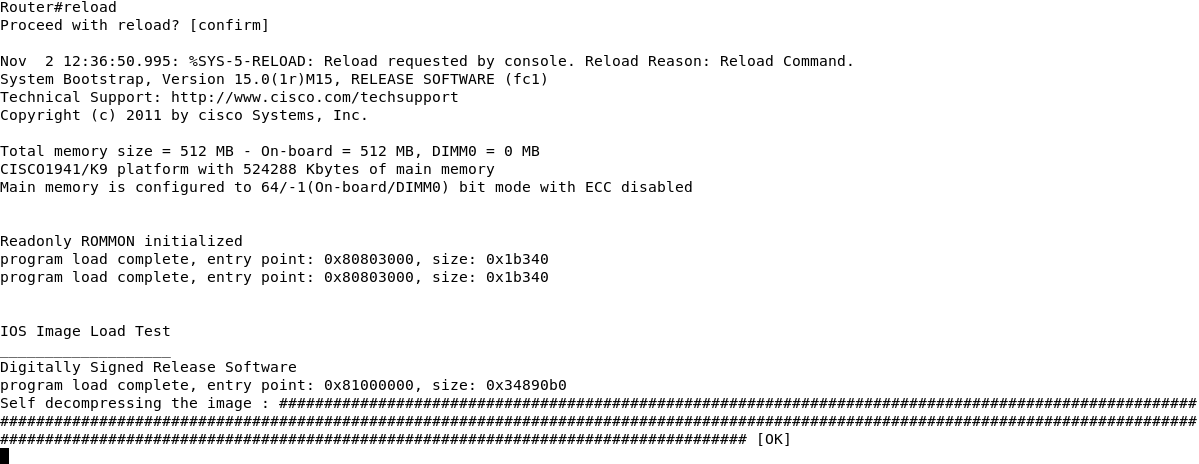 Router#reload
Proceed with reload? [confirm]
Nov  2 12:36:50.995: %SYS-5-RELOAD: Reload requested by console. Reload Reason: Reload Command.
System Bootstrap, Version 15.0(1r)M15, RELEASE SOFTWARE (fc1)
Technical Support: http://www.cisco.com/techsupport
Copyright (c) 2011 by cisco Systems, Inc.
Total memory size = 512 MB - On-board = 512 MB, DIMM0 = 0 MB
CISCO1941/K9 platform with 524288 Kbytes of main memory
Main memory is configured to 64/-1(On-board/DIMM0) bit mode with ECC disabled
Readonly ROMMON initialized
program load complete, entry point: 0x80803000, size: 0x1b340
program load complete, entry point: 0x80803000, size: 0x1b340
IOS Image Load Test
___________________
Digitally Signed Release Software
program load complete, entry point: 0x81000000, size: 0x34890b0
Self decompressing the image : ######################################################################################################
#####################################################################################################################################
################################################################################### [OK]